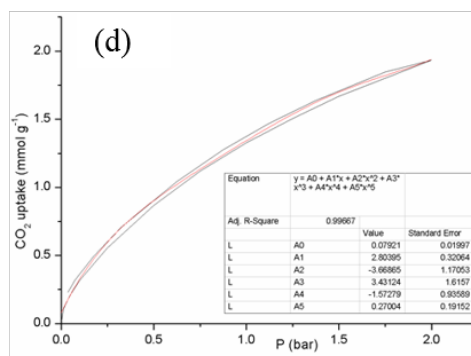 (d)
2.0
1.5
1.0
0.5
0.0
CO2 uptake (mmol g-1)
0.0 0.5 1.0 1.5 2.0
P (bar)
Equation y = A0 + A1*x + A2*x^2 + A3*
x^3 + A4*x^4 + A5*x^5
Adj. R-Square 0.99667
Value Standard Error
L A0 0.07921 0.01997
L A1 2.80395 0.32064
L A2 -3.66865 1.17053
L A3 3.43124 1.6157
L A4 -1.57279 0.93589
L A5 0.27004 0.19152